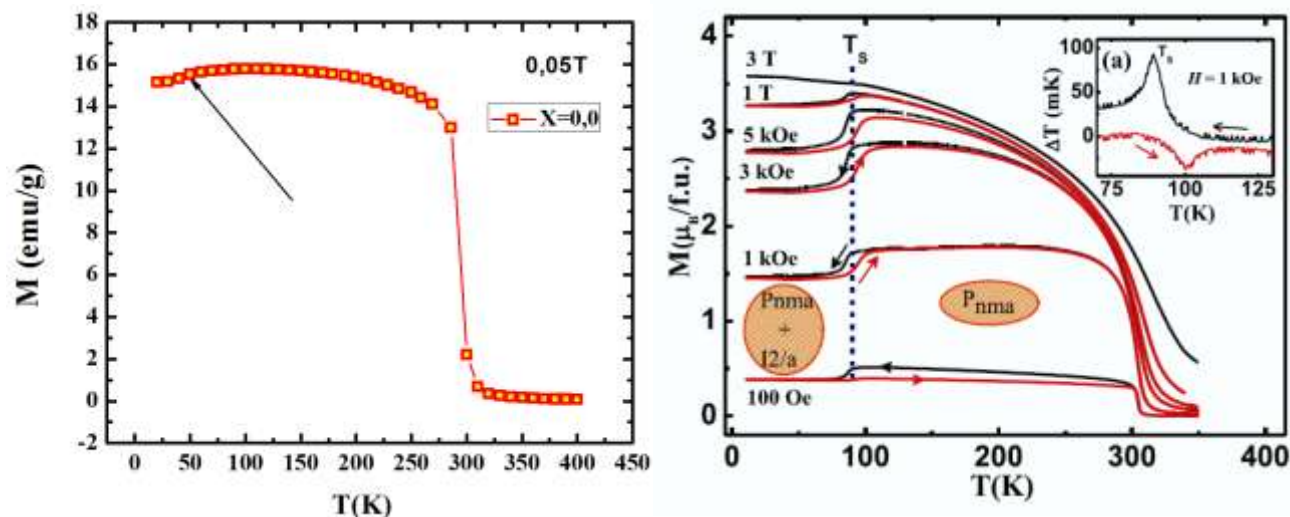 18
16
14
12
10
8
6
4
2
0
-2
M (emu/g)
0,05T
X=0,0
0 50 100 150 200 250 300 350 400 450
T(K)
4
3
2
1
0
M(μB/f.u.)
3 T
1 T
5 kOe
3 kOe
1 kOe
100 Oe
Ts
Pnma
+
I2/a
Pnma
0 100 200 300 400
T(K)
(a)
Ts
H = 1 kOe
100
50
0
ΔT (mK)
75 100 130
T(K)